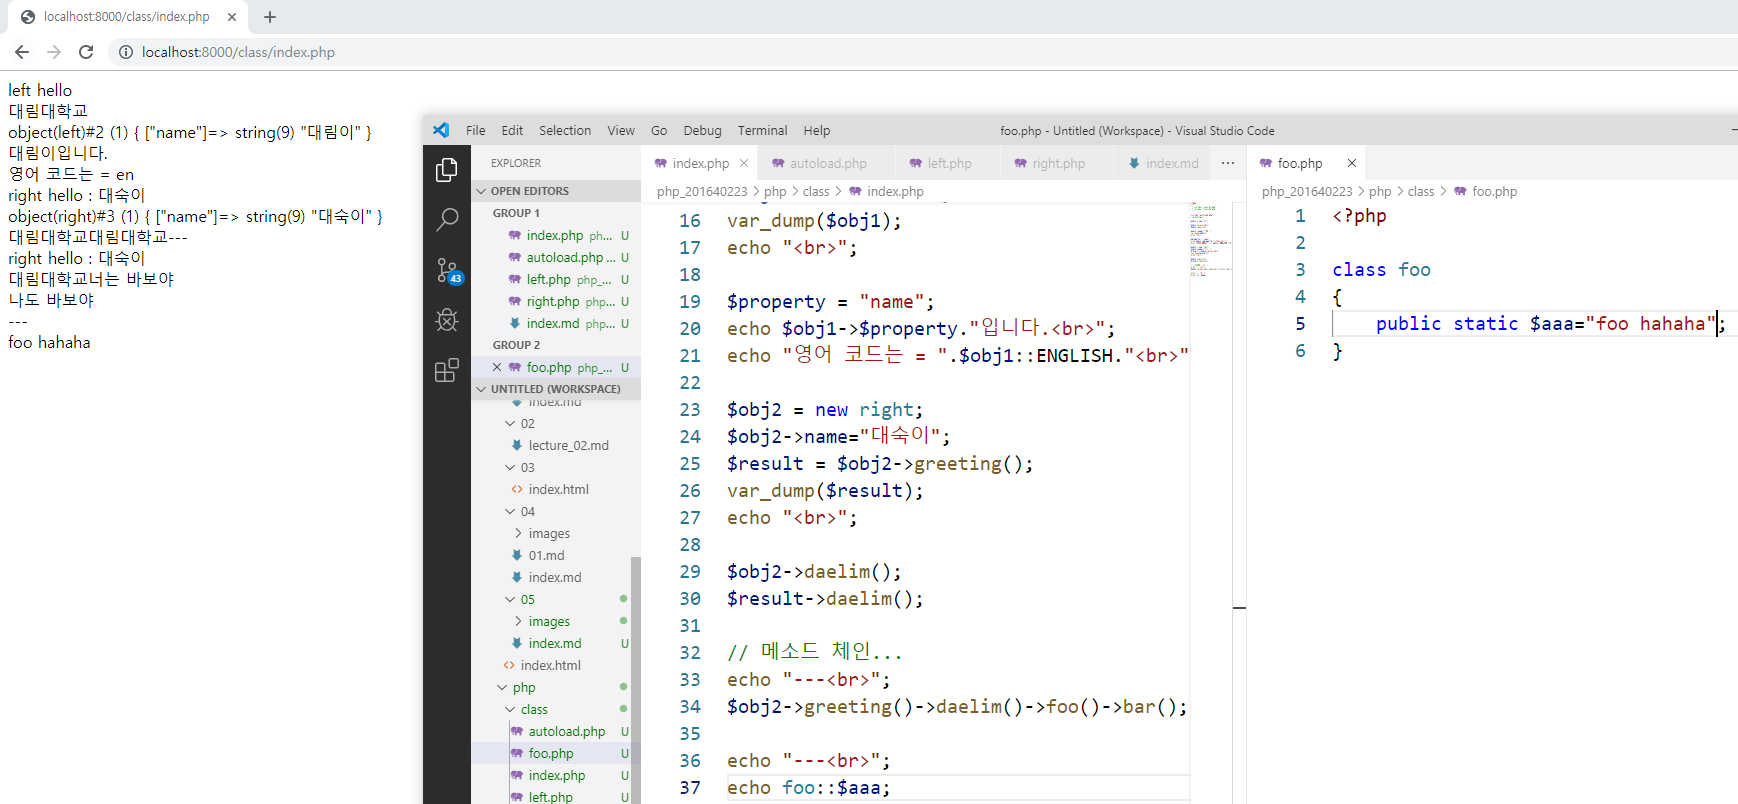 localhost:8000/class/index.php
localhost:8000/class/index.php
left hello
대림대학교
object(left)#2 (1) { ["name"]=> string(9) "대림이" }
대림이입니다.
영어 코드는 = en
right hello : 대숙이
object(right)#3 (1) { ["name"]=> string(9) "대숙이" }
대림대학교대림대학교---
right hello : 대숙이
대림대학교너는 바보야
나도 바보야
---
foo hahaha
File Edit Selection View Go Debug Terminal Help
foo.php - Untitled (Workspace) - Visual Studio Code
43
EXPLORER
OPEN EDITORS
GROUP 1
index.php ph... U
autoload.php ... U
left.php php_... U
right.php php... U
index.md php... U
GROUP 2
foo.php php_... U
UNTITLED (WORKSPACE)
index.md
02
lecture_02.md
03
index.html
04
images
01.md
index.md
05
images
index.md U
index.html
php
class
autoload.php U
foo.php U
index.php U
left.php U
index.php autoload.php left.php right.php index.md ...
php_201640223 > php > class > index.php
16 var_dump($obj1);
17 echo "<br>";
18
19 $property = "name";
20 echo $obj1->$property."입니다.<br>";
21 echo "영어 코드는 = ".$obj1::ENGLISH."<br>"
22
23 $obj2 = new right;
24 $obj2->name="대숙이";
25 $result = $obj2->greeting();
26 var_dump($result);
27 echo "<br>";
28
29 $obj2->daelim();
30 $result->daelim();
31
32 // 메소드 체인...
33 echo "---<br>";
34 $obj2->greeting()->daelim()->foo()->bar();
35
36 echo "---<br>";
37 echo foo::$aaa;
foo.php
php_201640223 > php > class > foo.php
1 <?php
2
3 class foo
4 {
5 public static $aaa="foo hahaha";
6 }